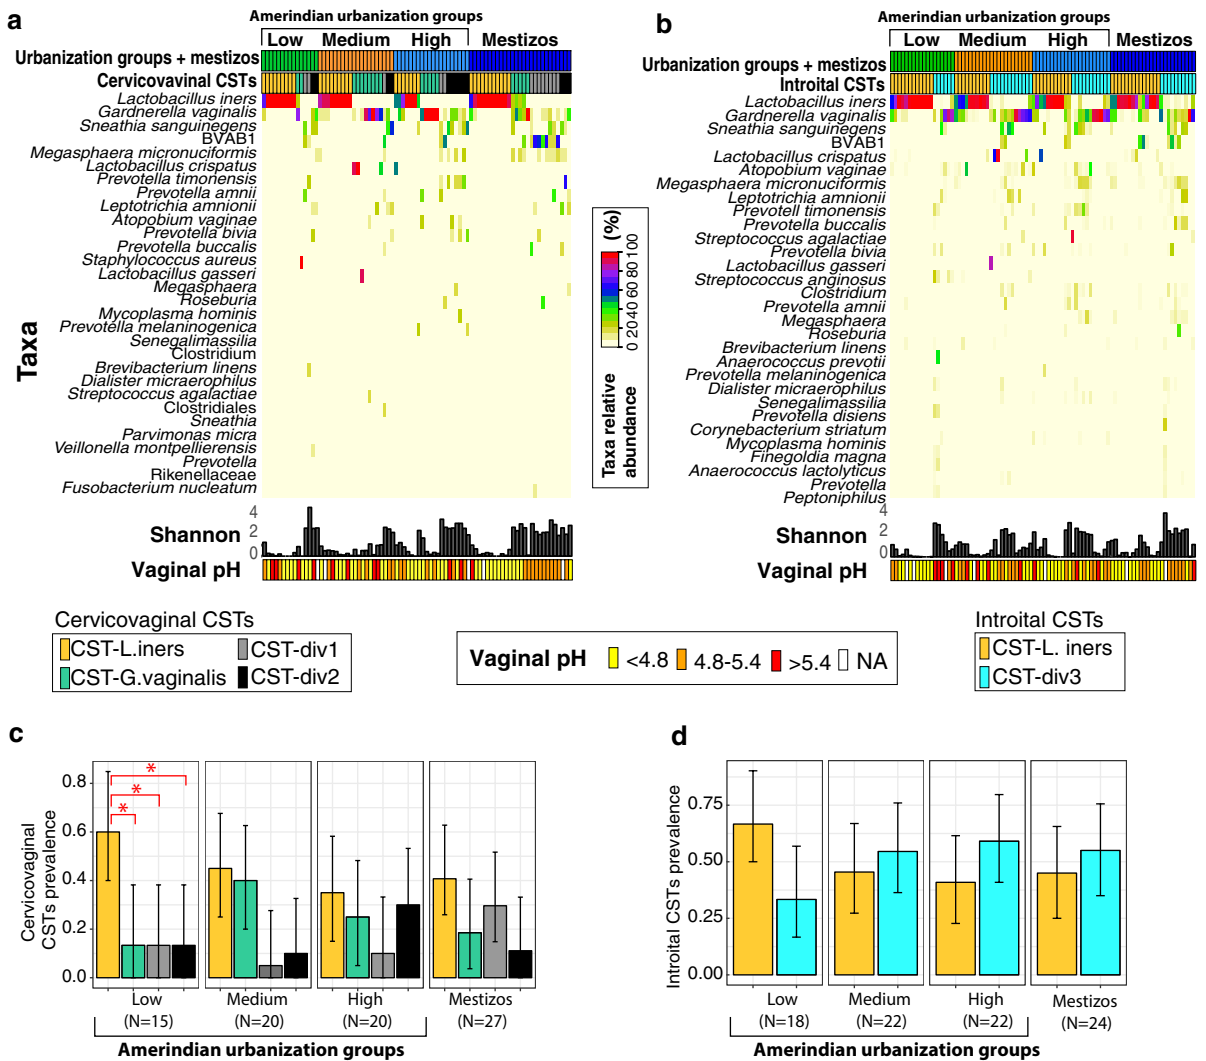 a
Amerindian urbanization groups
Low Medium High Mestizos
Urbanization groups + mestizos
Cervicovavinal CSTs
Lactobacillus iners
Gardnerella vaginalis
Sneathia sanguinegens
BVAB1
Megasphaera micronuciformis
Lactobacillus crispatus
Prevotella timonensis
Prevotella amnii
Leptotrichia amnionii
Atopobium vaginae
Prevotella bivia
Prevotella buccalis
Staphylococcus aureus
Lactobacillus gasseri
Megasphaera
Roseburia
Mycoplasma hominis
Prevotella melaninogenica
Senegalimassilia
Clostridium
Brevibacterium linens
Dialister micraerophilus
Streptococcus agalactiae
Clostridiales
Sneathia
Parvimonas micra
Veillonella montpellierensis
Prevotella
Rikenellaceae
Fusobacterium nucleatum
Taxa
4
2
0
Shannon
Vaginal pH
Taxa relative
abundance
(%)
0 20 40 60 80 100
b
Amerindian urbanization groups
Low Medium High Mestizos
Urbanization groups + mestizos
Introital CSTs
Lactobacillus iners
Gardnerella vaginalis
Sneathia sanguinegens
BVAB1
Lactobacillus crispatus
Atopobium vaginae
Megasphaera micronuciformis
Leptotrichia amnionii
Prevotell timonensis
Prevotella buccalis
Streptococcus agalactiae
Prevotella bivia
Lactobacillus gasseri
Streptococcus anginosus
Clostridium
Prevotella amnii
Megasphaera
Roseburia
Brevibacterium linens
Anaerococcus prevotii
Prevotella melaninogenica
Dialister micraerophilus
Senegalimassilia
Prevotella disiens
Corynebacterium striatum
Mycoplasma hominis
Finegoldia magna
Anaerococcus lactolyticus
Prevotella
Peptoniphilus
4
2
0
Shannon
Vaginal pH
Cervicovaginal CSTs
CST-L.iners CST-div1
CST-G.vaginalis CST-div2
Vaginal pH <4.8 4.8-5.4 >5.4 NA
Introital CSTs
CST-L. iners
CST-div3
c
Cervicovaginal
CSTs prevalence
0.8
0.6
0.4
0.2
0.0
*
*
*
Low Medium High Mestizos
(N=15) (N=20) (N=20) (N=27)
Amerindian urbanization groups
d
Introital CSTs prevalence
0.75
0.50
0.25
0.00
Low Medium High Mestizos
(N=18) (N=22) (N=22) (N=24)
Amerindian urbanization groups